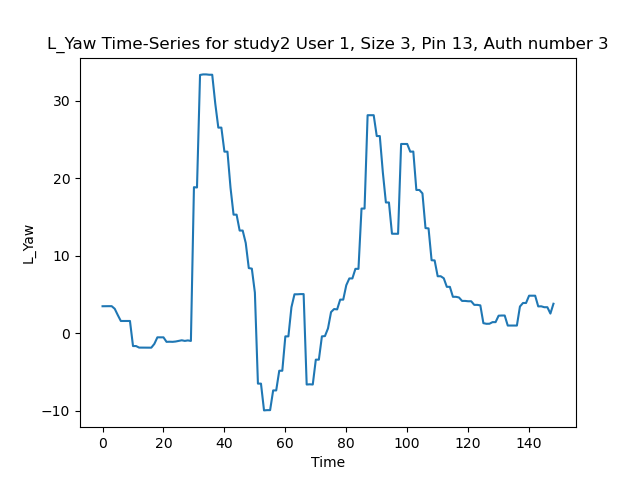 L_Yaw Time-Series for study2 User 1, Size 3, Pin 13, Auth number 3
30
20
10
0
−10
L_Yaw
0 20 40 60 80 100 120 140
Time